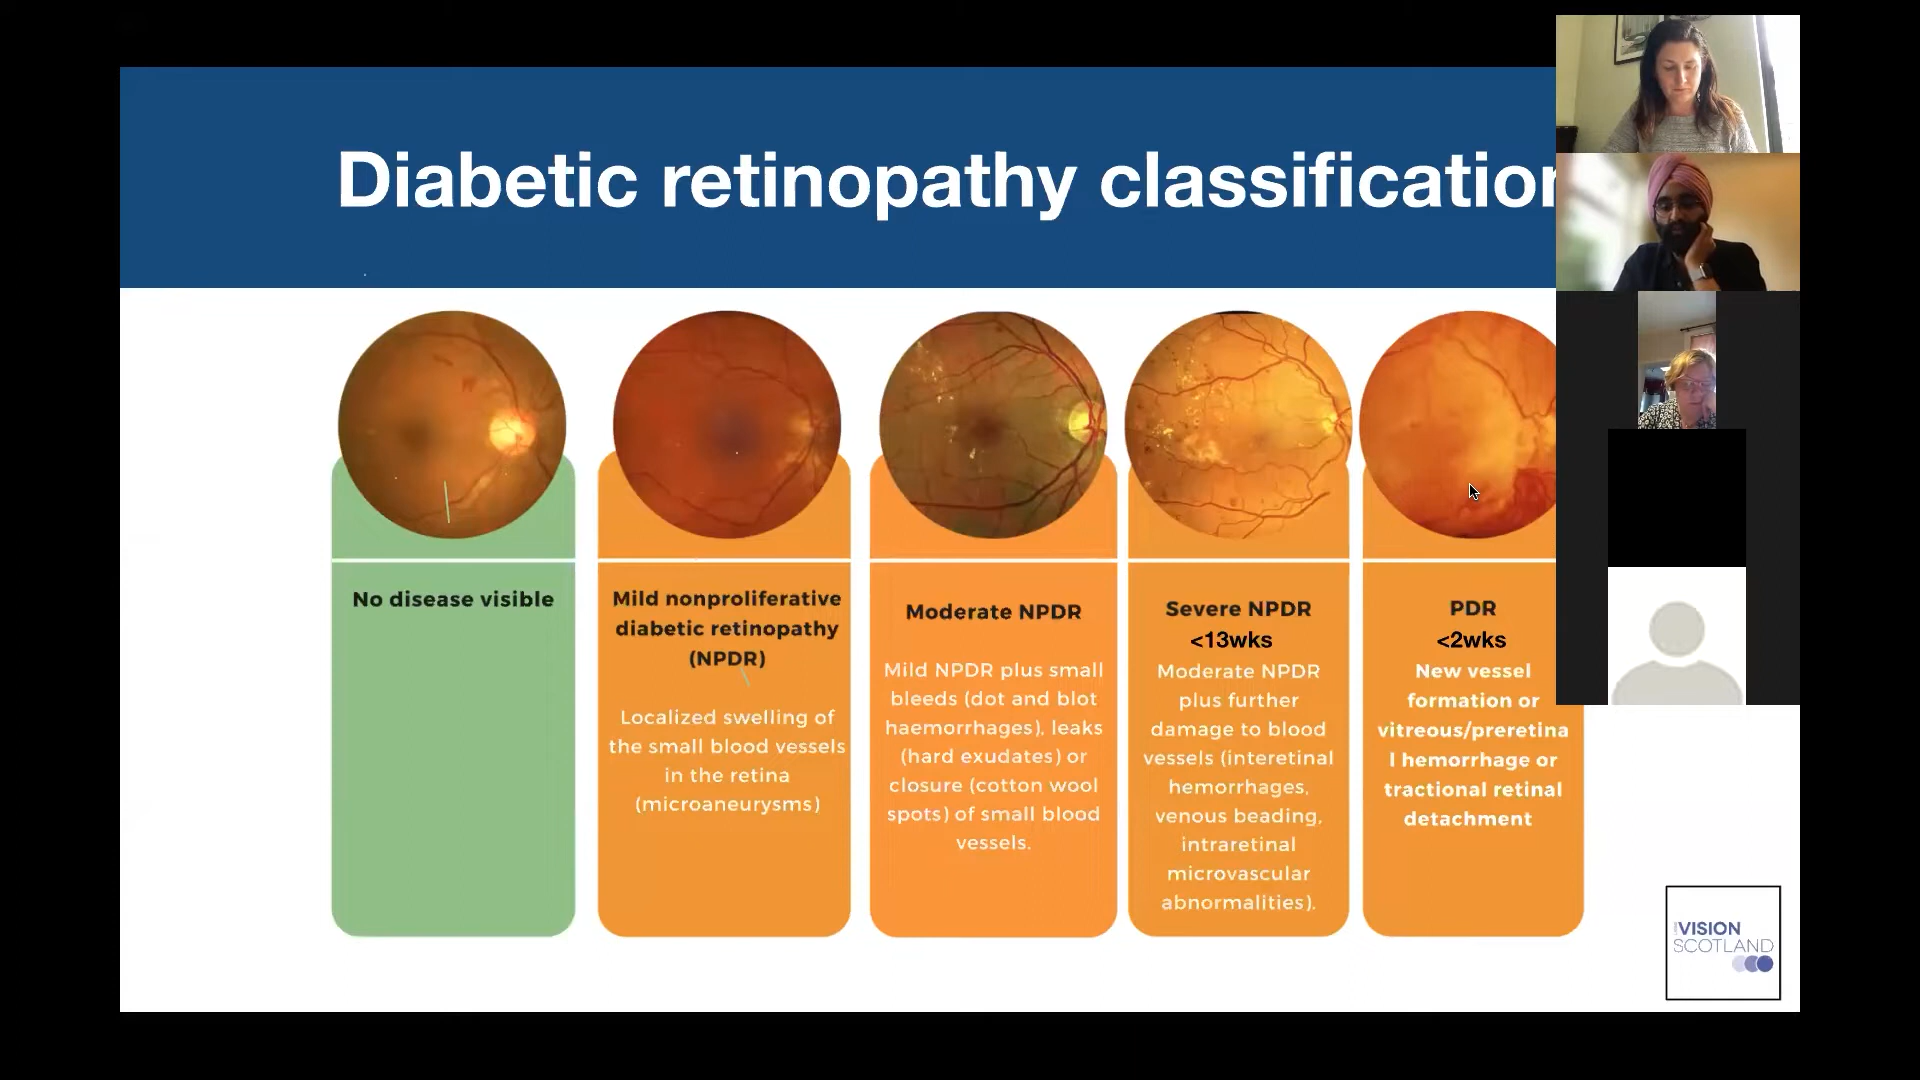 Diabetic retinopathy classification
No disease visible
Mild nonproliferative
diabetic retinopathy
(NPDR)
Localized swelling of
the small blood vessels
in the retina
(microaneurysms)
Moderate NPDR
Mild NPDR plus small
bleeds (dot and blot
haemorrhages), leaks
(hard exudates) or
closure (cotton wool
spots) of small blood
vessels.
Severe NPDR
<13wks
Moderate NPDR
plus further
damage to blood
vessels (interetinal
hemorrhages,
venous beading,
intraretinal
microvascular
abnormalities).
PDR
<2wks
New vessel
formation or
vitreous/preretina
l hemorrhage or
tractional retinal
detachment
VISION
SCOTLAND